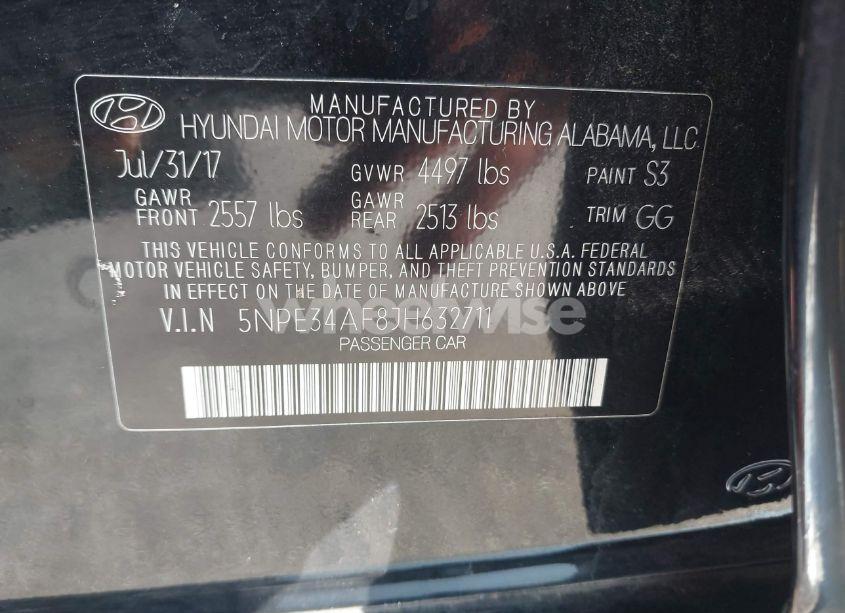 MANUFACTURED BY
HYUNDAI MOTOR MANUFACTURING ALABAMA, LLC
Jul/31/17 GVWR 4497 lbs PAINT S3
GAWR FRONT 2557 lbs GAWR REAR 2513 lbs TRIM GG
THIS VEHICLE CONFORMS TO ALL APPLICABLE U.S.A. FEDERAL
MOTOR VEHICLE SAFETY, BUMPER, AND THEFT PREVENTION STANDARDS
IN EFFECT ON THE DATE OF MANUFACTURE SHOWN ABOVE
V.I.N 5NPE34AF8JH632711
wheelwise
PASSENGER CAR